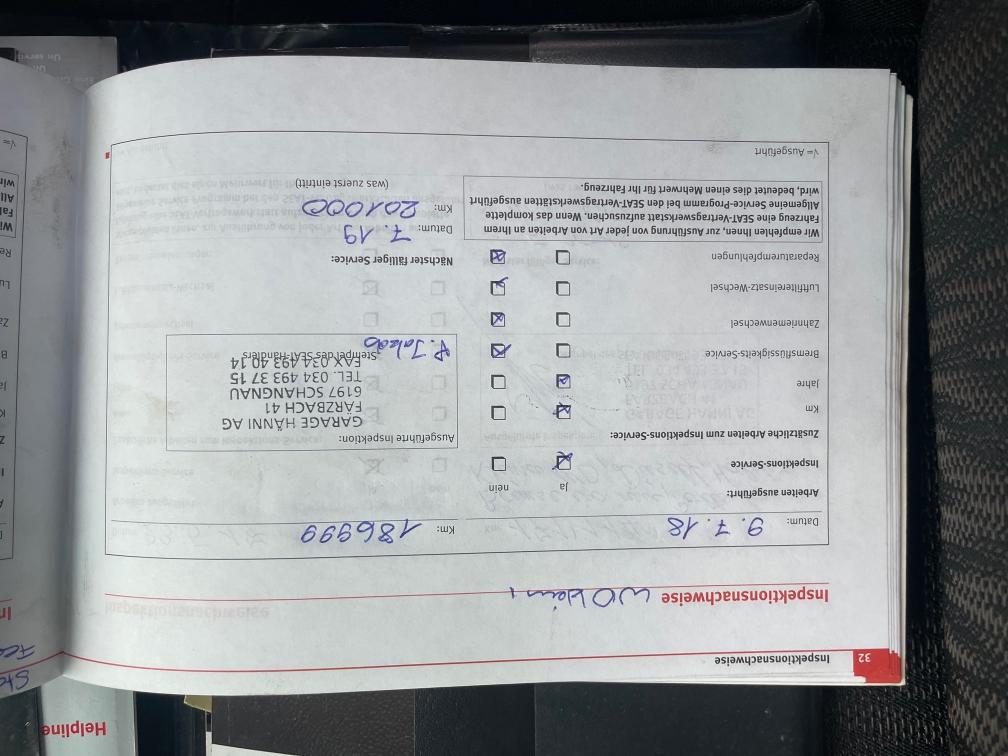 32
Inspektionsnachweise
Inspektionsnachweise
Datum: 9. 7. 18
Km: 186999
Arbeiten ausgeführt:
ja
nein
Inspektions-Service
Zusätzliche Arbeiten zum Inspektions-Service:
Km
Jahre
Bremsflüssigkeits-Service
Zahnriemenwechsel
Luftfiltereinsatz-Wechsel
Reparaturempfehlungen
Wir empfehlen Ihnen, zur Ausführung von jeder Art von Arbeiten an Ihrem
Fahrzeug eine SEAT-Vertragswerkstatt aufzusuchen. Wenn das komplette
Allgemeine Service-Programm bei den SEAT-Vertragswerkstätten ausgeführt
wird, bedeutet dies einen Mehrwert für Ihr Fahrzeug.
√= Ausgeführt
Ausgeführte Inspektion:
GARAGE HÄNNI AG
FÄRZBACH 41
6197 SCHANGNAU
TEL. 034 493 37 15
FAX 034 493 40 14
Stempel des SEAT-Händlers
Nächster fälliger Service:
Datum: 7. 19
Km: 201000
(was zuerst eintritt)
Helpline